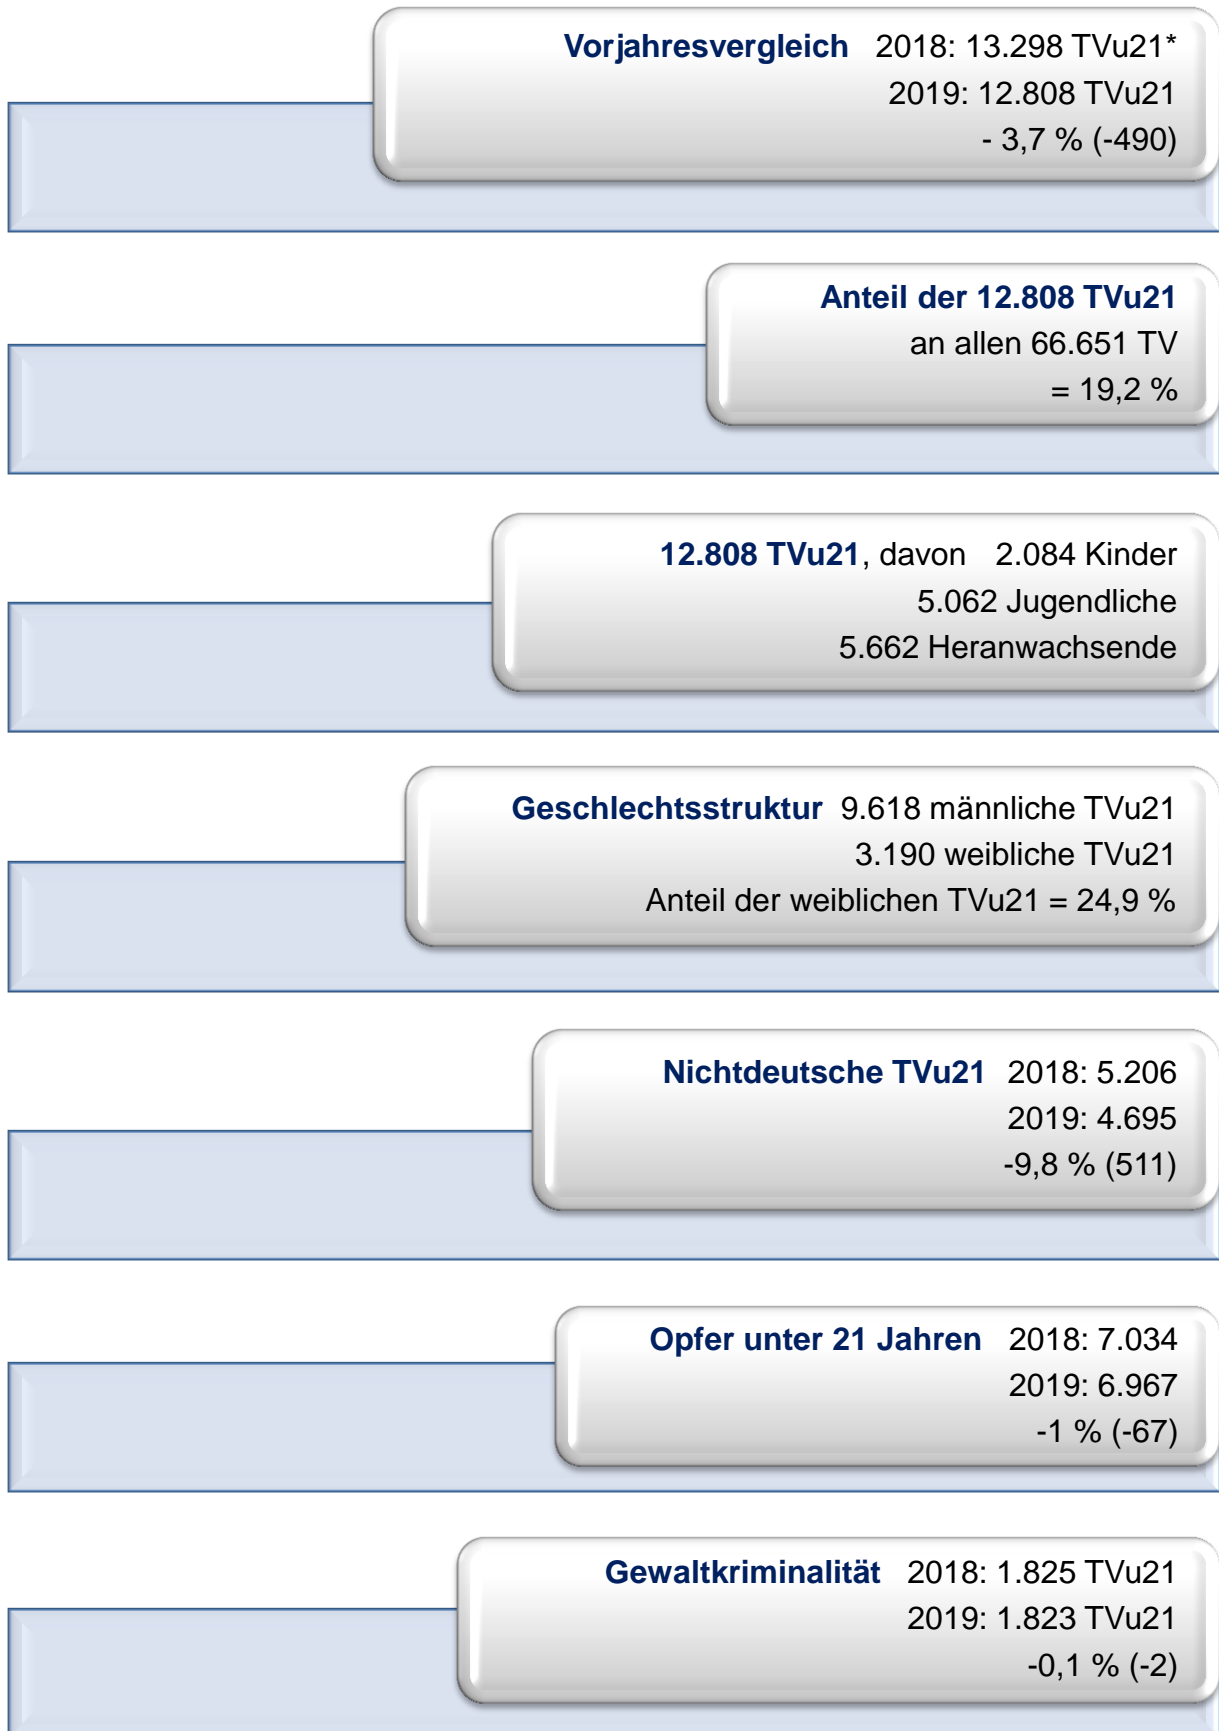 Vorjahresvergleich 2018: 13.298 TVu21*
2019: 12.808 TVu21
- 3,7 % (-490)
Anteil der 12.808 TVu21
an allen 66.651 TV
= 19,2 %
12.808 TVu21, davon 2.084 Kinder
5.062 Jugendliche
5.662 Heranwachsende
Geschlechtsstruktur 9.618 männliche TVu21
3.190 weibliche TVu21
Anteil der weiblichen TVu21 = 24,9 %
Nichtdeutsche TVu21 2018: 5.206
2019: 4.695
-9,8 % (511)
Opfer unter 21 Jahren 2018: 7.034
2019: 6.967
-1 % (-67)
Gewaltkriminalität 2018: 1.825 TVu21
2019: 1.823 TVu21
-0,1 % (-2)